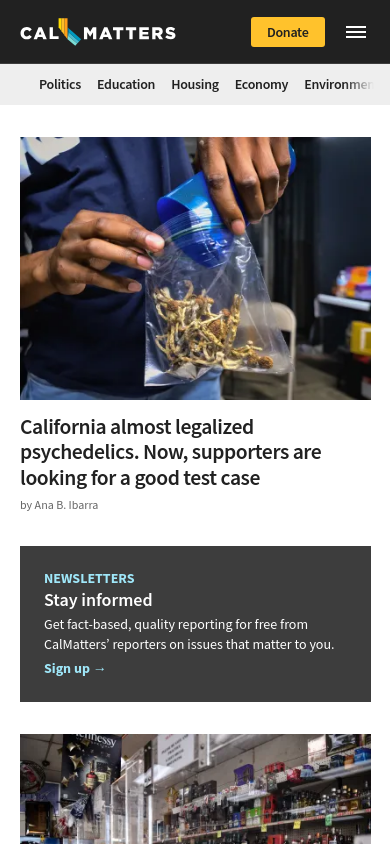 CAL MATTERS
Donate
Politics Education Housing Economy
California almost legalized
psychedelics. Now, supporters are
looking for a good test case
by Ana B. Ibarra
NEWSLETTERS
Stay informed
Get fact-based, quality reporting for free from
CalMatters’ reporters on issues that matter to you.
Sign up →
Hennessy